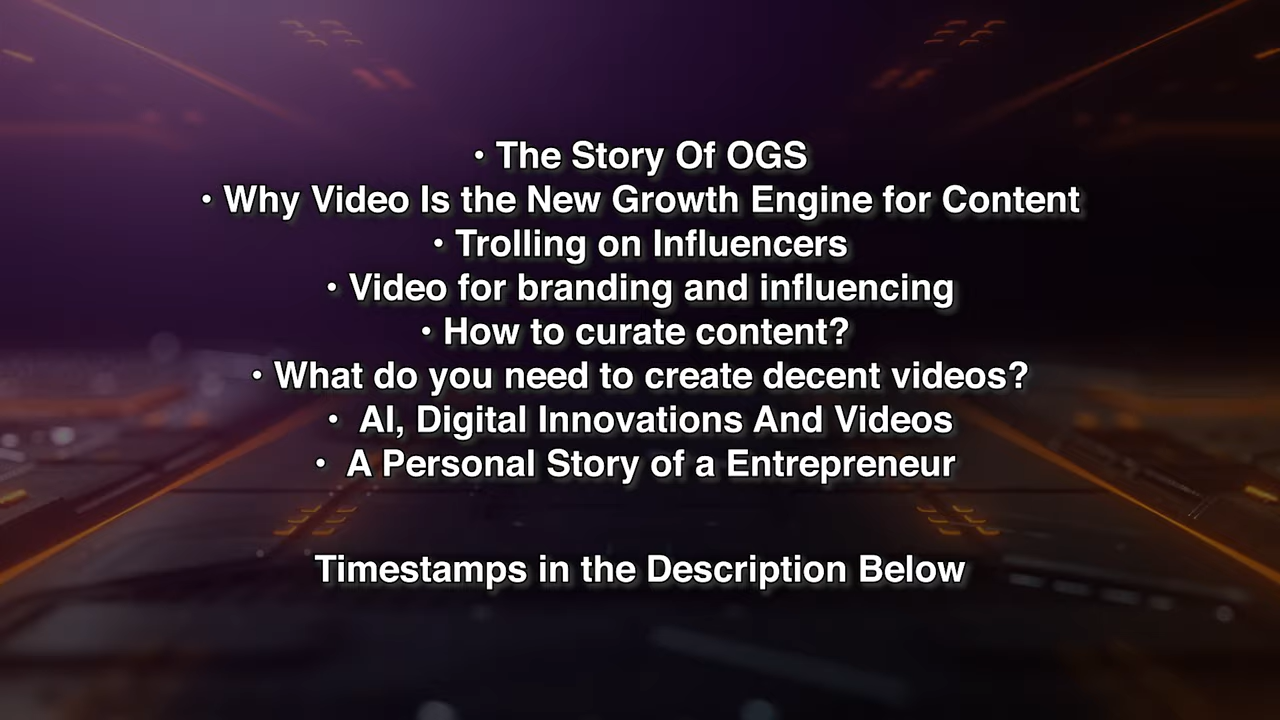 • The Story Of OGS
• Why Video Is the New Growth Engine for Content
• Trolling on Influencers
• Video for branding and influencing
• How to curate content?
• What do you need to create decent videos?
• AI, Digital Innovations And Videos
• A Personal Story of a Entrepreneur
Timestamps in the Description Below